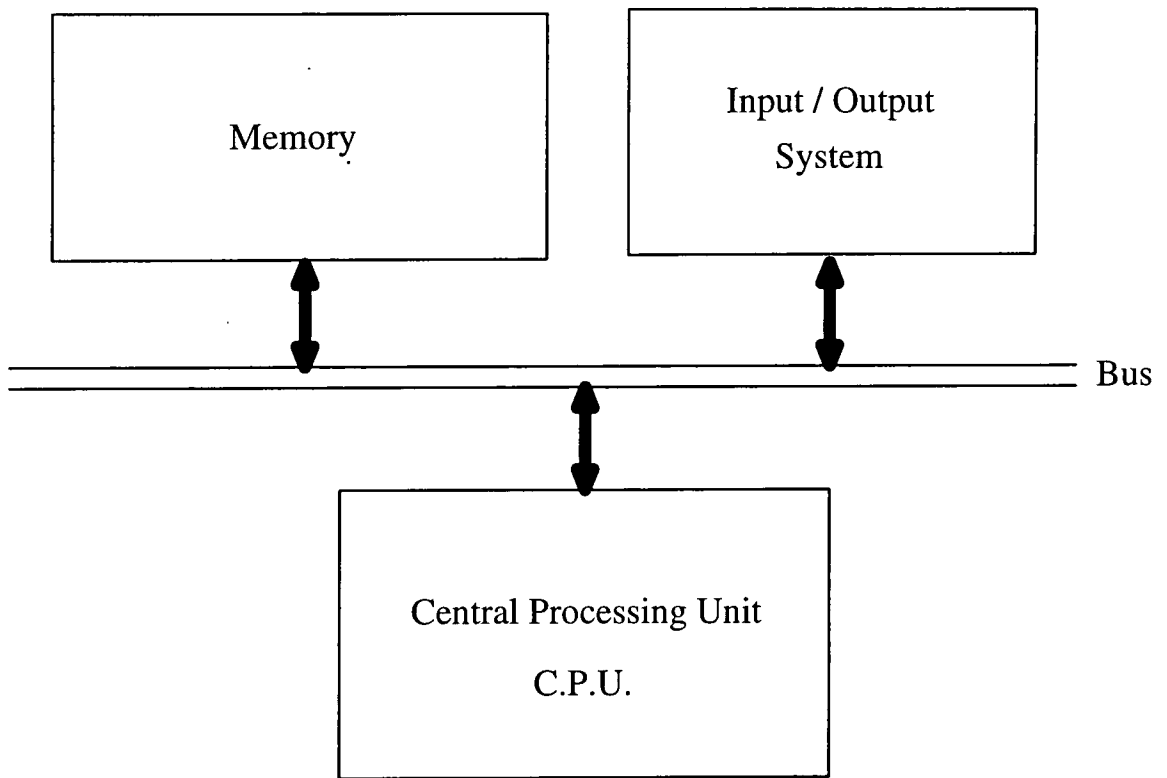 Memory
Input / Output
System
Bus
Central Processing Unit
C.P.U.